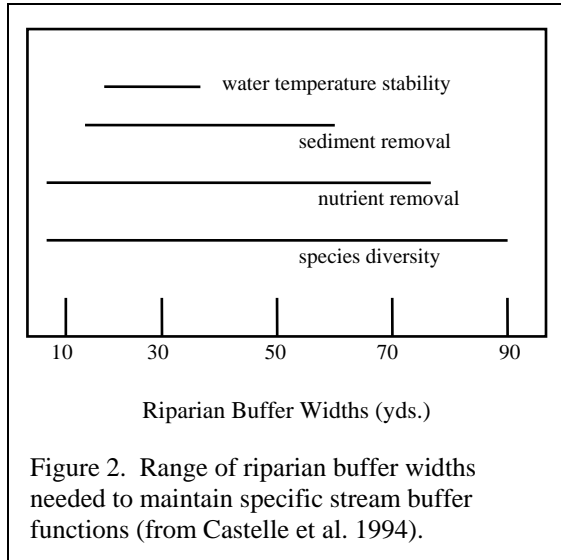 water temperature stability
sediment removal
nutrient removal
species diversity
10 30 50 70 90
Riparian Buffer Widths (yds.)
Figure 2.  Range of riparian buffer widths
needed to maintain specific stream buffer
functions (from Castelle et al. 1994).